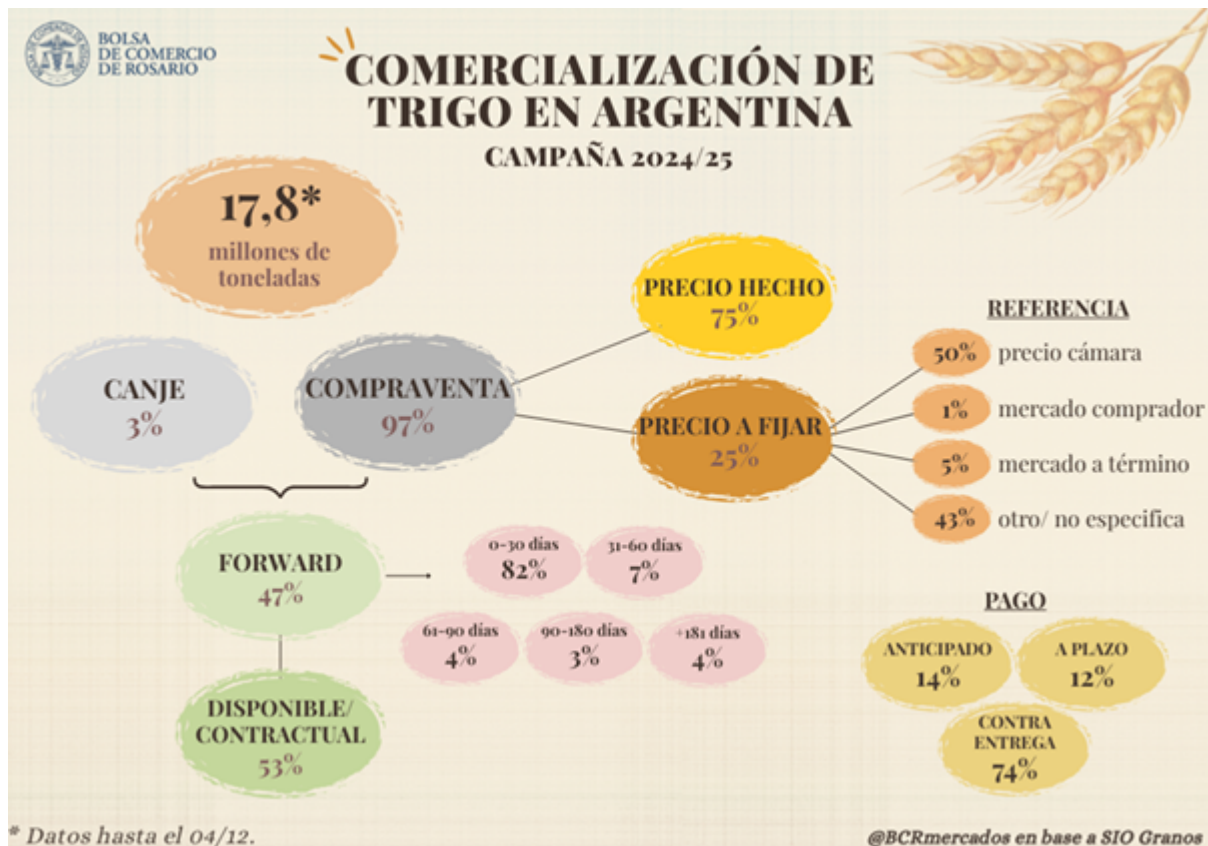 BOLSA
DE COMERCIO
DE ROSARIO
COMERCIALIZACIÓN DE
TRIGO EN ARGENTINA
CAMPAÑA 2024/25
17,8*
millones de
toneladas
CANJE
3%
COMPRAVENTA
97%
PRECIO HECHO
75%
PRECIO A FIJAR
25%
REFERENCIA
50% precio cámara
1% mercado comprador
5% mercado a término
43% otro/ no especifica
FORWARD
47%
0-30 días
82%
31-60 días
7%
61-90 días
4%
90-180 días
3%
+181 días
4%
DISPONIBLE/
CONTRACTUAL
53%
PAGO
ANTICIPADO
14%
A PLAZO
12%
CONTRA
ENTREGA
74%
* Datos hasta el 04/12.
@BCRmercados en base a SIO Granos